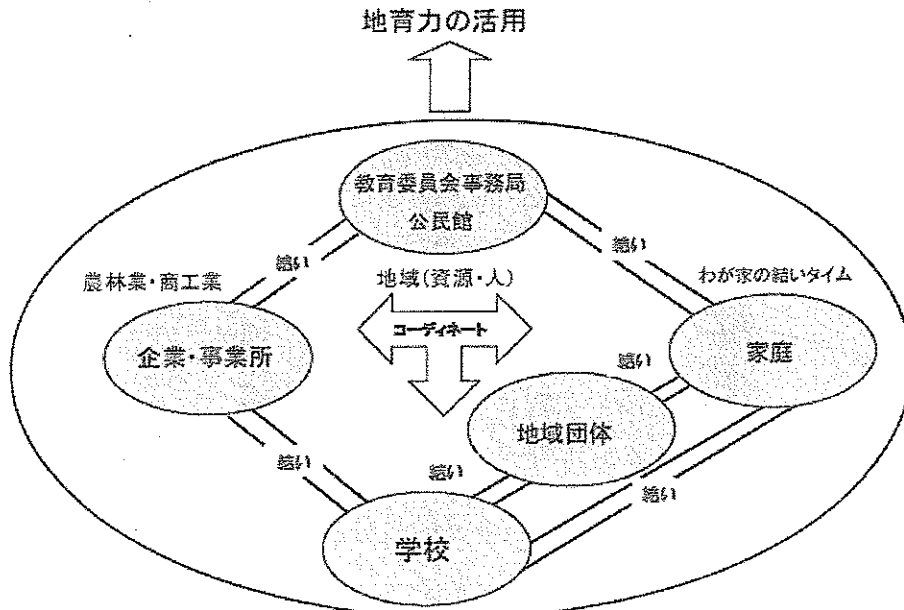 地育力の活用
教育委員会事務局
公民館
結い
結い
農林業・商工業
地域(資源・人)
わが家の結いタイム
コーディネート
企業・事業所
家庭
結い
地域団体
結い
結い
結い
学校